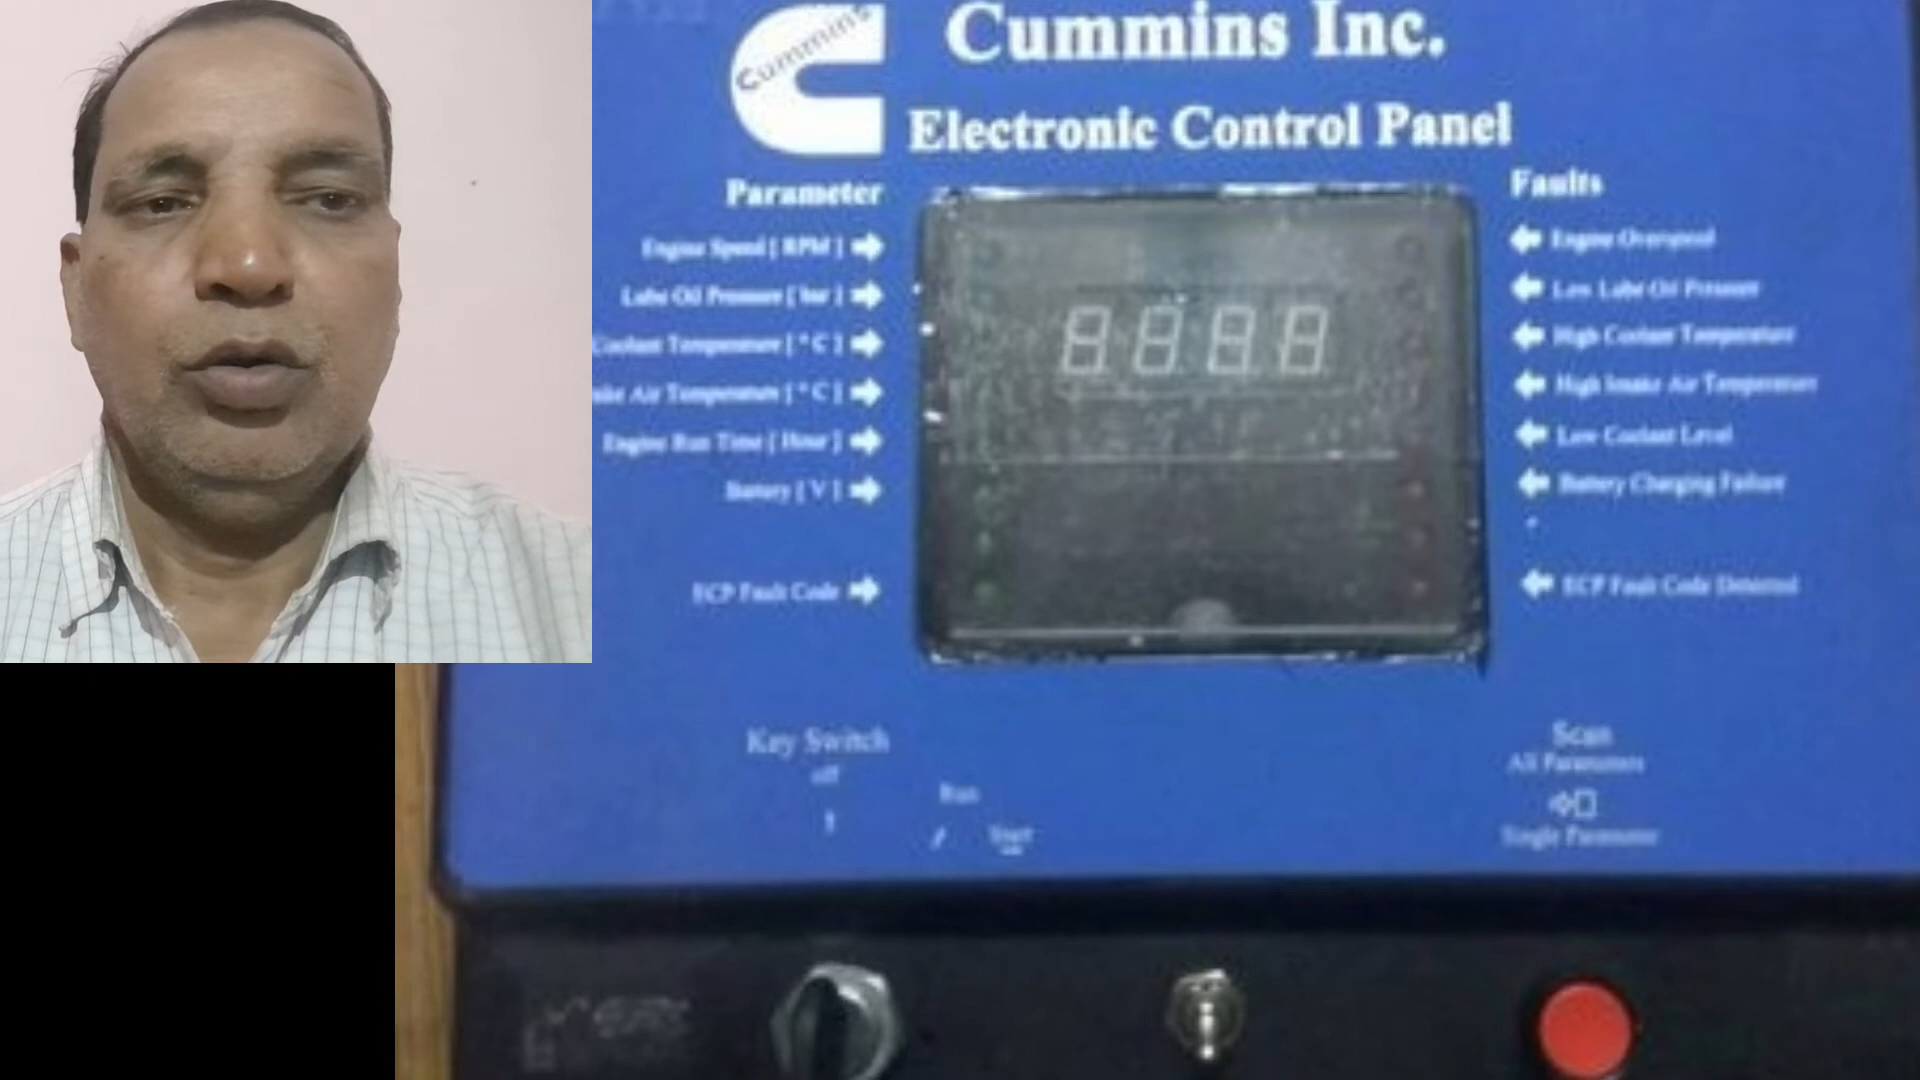 Cummins
Cummins Inc.
Electronic Control Panel
Parameter
Engine Speed [ RPM ]
Lube Oil Pressure [ bar ]
Coolant Temperature [ ° C ]
ake Air Temperature [ ° C ]
Engine Run Time [ Hour ]
Battery [ V ]
ECP Fault Code
Faults
Engine Overspeed
Low Lube Oil Pressure
High Coolant Temperature
High Intake Air Temperature
Low Coolant Level
Battery Charging Failure
ECP Fault Code Detected
Key Switch
off
Run
Start
Scan
All Parameters
Single Parameter